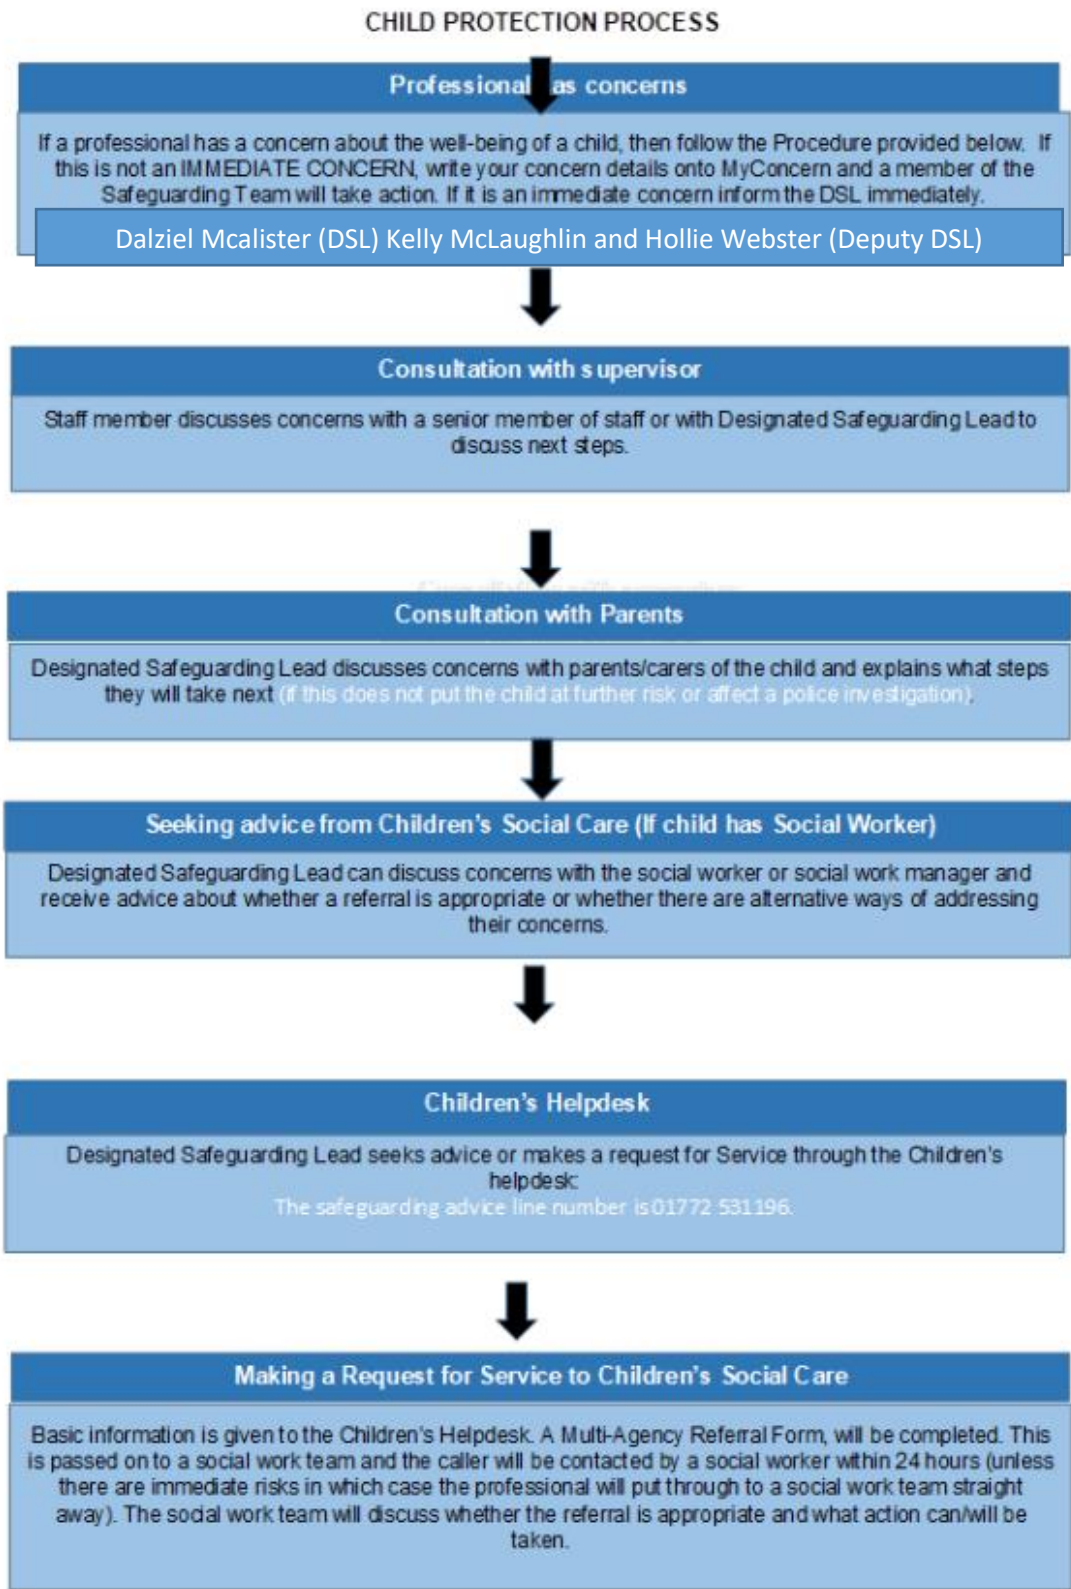 CHILD PROTECTION PROCESS
Professional as concerns
If a professional has a concern about the well-being of a child, then follow the Procedure provided below. If
this is not an IMMEDIATE CONCERN, write your concern details onto MyConcern and a member of the
Safeguarding Team will take action. If it is an immediate concern inform the DSL immediately.
Dalziel Mcalister (DSL) Kelly McLaughlin and Hollie Webster (Deputy DSL)
Consultation with supervisor
Staff member discusses concerns with a senior member of staff or with Designated Safeguarding Lead to
discuss next steps.
Consultation with Parents
Designated Safeguarding Lead discusses concerns with parents/carers of the child and explains what steps
they will take next (if this does not put the child at further risk or affect a police investigation).
Seeking advice from Children's Social Care (If child has Social Worker)
Designated Safeguarding Lead can discuss concerns with the social worker or social work manager and
receive advice about whether a referral is appropriate or whether there are alternative ways of addressing
their concerns.
Children's Helpdesk
Designated Safeguarding Lead seeks advice or makes a request for Service through the Children's
helpdesk:
The safeguarding advice line number is 01772 531196.
Making a Request for Service to Children's Social Care
Basic information is given to the Children's Helpdesk. A Multi-Agency Referral Form, will be completed. This
is passed on to a social work team and the caller will be contacted by a social worker within 24 hours (unless
there are immediate risks in which case the professional will put through to a social work team straight
away). The social work team will discuss whether the referral is appropriate and what action can/will be
taken.